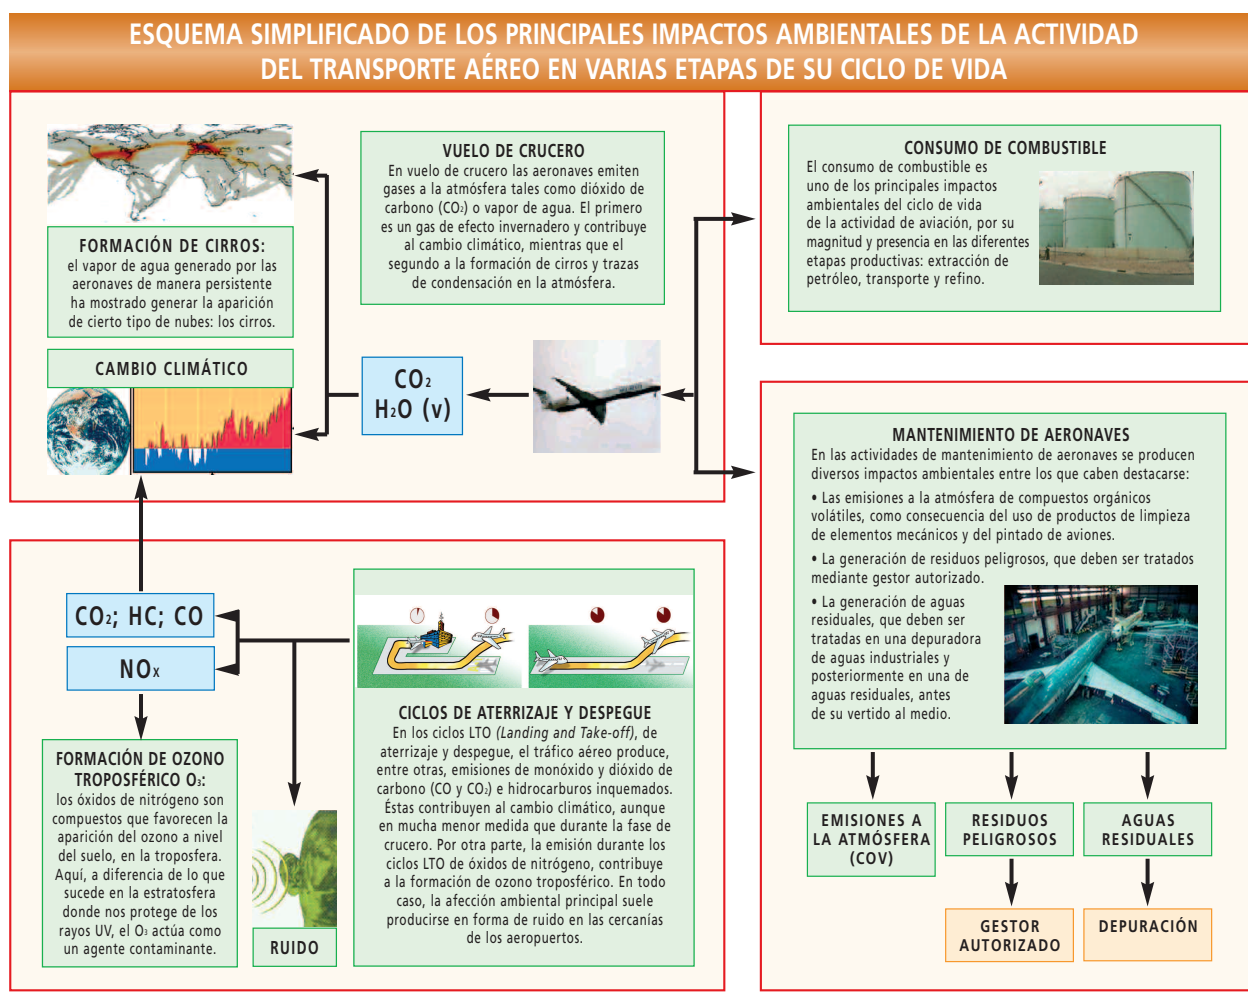 ESQUEMA SIMPLIFICADO DE LOS PRINCIPALES IMPACTOS AMBIENTALES DE LA ACTIVIDAD
DEL TRANSPORTE AÉREO EN VARIAS ETAPAS DE SU CICLO DE VIDA
VUELO DE CRUCERO
En vuelo de crucero las aeronaves emiten
gases a la atmósfera tales como dióxido de
carbono (CO₂) o vapor de agua. El primero
es un gas de efecto invernadero y contribuye
al cambio climático, mientras que el
segundo a la formación de cirros y trazas
de condensación en la atmósfera.
FORMACIÓN DE CIRROS:
el vapor de agua generado por las
aeronaves de manera persistente
ha mostrado generar la aparición
de cierto tipo de nubes: los cirros.
CAMBIO CLIMÁTICO
CO₂
H₂O (v)
CONSUMO DE COMBUSTIBLE
El consumo de combustible es
uno de los principales impactos
ambientales del ciclo de vida
de la actividad de aviación, por su
magnitud y presencia en las diferentes
etapas productivas: extracción de
petróleo, transporte y refino.
MANTENIMIENTO DE AERONAVES
En las actividades de mantenimiento de aeronaves se producen
diversos impactos ambientales entre los que caben destacarse:
• Las emisiones a la atmósfera de compuestos orgánicos
volátiles, como consecuencia del uso de productos de limpieza
de elementos mecánicos y del pintado de aviones.
• La generación de residuos peligrosos, que deben ser tratados
mediante gestor autorizado.
• La generación de aguas
residuales, que deben ser
tratadas en una depuradora
de aguas industriales y
posteriormente en una de
aguas residuales, antes
de su vertido al medio.
EMISIONES A
LA ATMÓSFERA
(COV)
RESIDUOS
PELIGROSOS
AGUAS
RESIDUALES
GESTOR
AUTORIZADO
DEPURACIÓN
CO₂; HC; CO
NOx
FORMACIÓN DE OZONO
TROPOSFÉRICO O₃:
los óxidos de nitrógeno son
compuestos que favorecen la
aparición del ozono a nivel
del suelo, en la troposfera.
Aquí, a diferencia de lo que
sucede en la estratosfera
donde nos protege de los
rayos UV, el O₃ actúa como
un agente contaminante.
RUIDO
CICLOS DE ATERRIZAJE Y DESPEGUE
En los ciclos LTO (Landing and Take-off), de
aterrizaje y despegue, el tráfico aéreo produce,
entre otras, emisiones de monóxido y dióxido de
carbono (CO y CO₂) e hidrocarburos inquemados.
Éstas contribuyen al cambio climático, aunque
en mucha menor medida que durante la fase de
crucero. Por otra parte, la emisión durante los
ciclos LTO de óxidos de nitrógeno, contribuye
a la formación de ozono troposférico. En todo
caso, la afección ambiental principal suele
producirse en forma de ruido en las cercanías
de los aeropuertos.